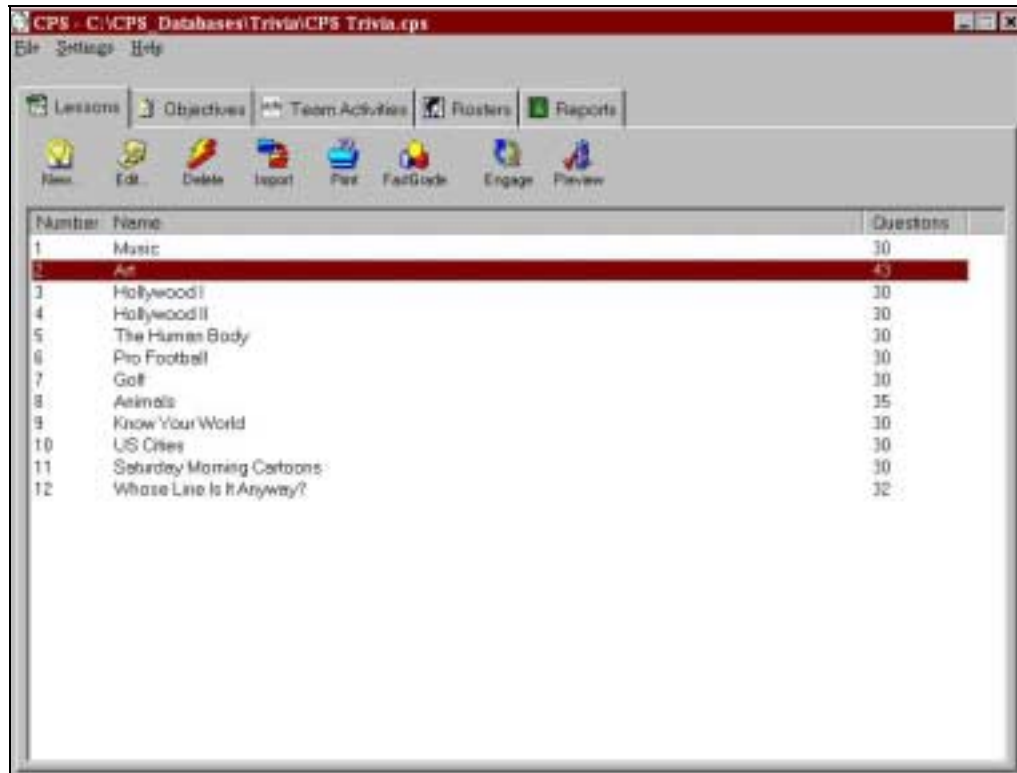 CPS - C:\CPS_Databases\Trivia\CPS Trivia.cps
File Settings Help
Lessons Objectives Team Activities Rosters Reports
New... Edit... Delete Import Print FastGrade Engage Preview
Number Name Questions
1 Music 30
2 Art 43
3 Hollywood I 30
4 Hollywood II 30
5 The Human Body 30
6 Pro Football 30
7 Golf 30
8 Animals 35
9 Know Your World 30
10 US Cities 30
11 Saturday Morning Cartoons 30
12 Whose Line Is It Anyway? 32